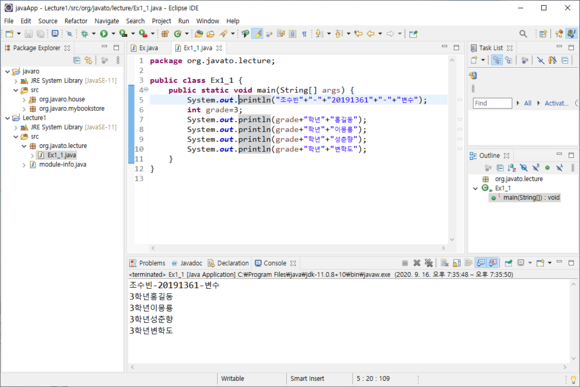 javaApp - Lecture1/src/org/javato/lecture/Ex1_1.java - Eclipse IDE
File Edit Source Refactor Navigate Search Project Run Window Help
Package Explorer
javaro
JRE System Library [JavaSE-11]
src
org.javaro.house
org.javaro.mybookstore
Lecture1
JRE System Library [JavaSE-11]
src
org.javato.lecture
Ex1_1.java
module-info.java
Ex.java
Ex1_1.java
1 package org.javato.lecture;
2
3 public class Ex1_1 {
4 public static void main(String[] args) {
5 System.out.println("조수빈"+"-"+"20191361"+"-"+"변수");
6 int grade=3;
7 System.out.println(grade+"학년"+"홍길동");
8 System.out.println(grade+"학년"+"이몽룡");
9 System.out.println(grade+"학년"+"성춘향");
10 System.out.println(grade+"학년"+"변학도");
11 }
12 }
13
Task List
Find
All
Activate...
Outline
org.javato.lecture
Ex1_1
main(String[]) : void
Problems Javadoc Declaration Console
<terminated> Ex1_1 [Java Application] C:\Program Files\java\jdk-11.0.8+10\bin\javaw.exe (2020. 9. 16. 오후 7:35:48 – 오후 7:35:50)
조수빈-20191361-변수
3학년홍길동
3학년이몽룡
3학년성춘향
3학년변학도
Writable
Smart Insert
5 : 20 : 109